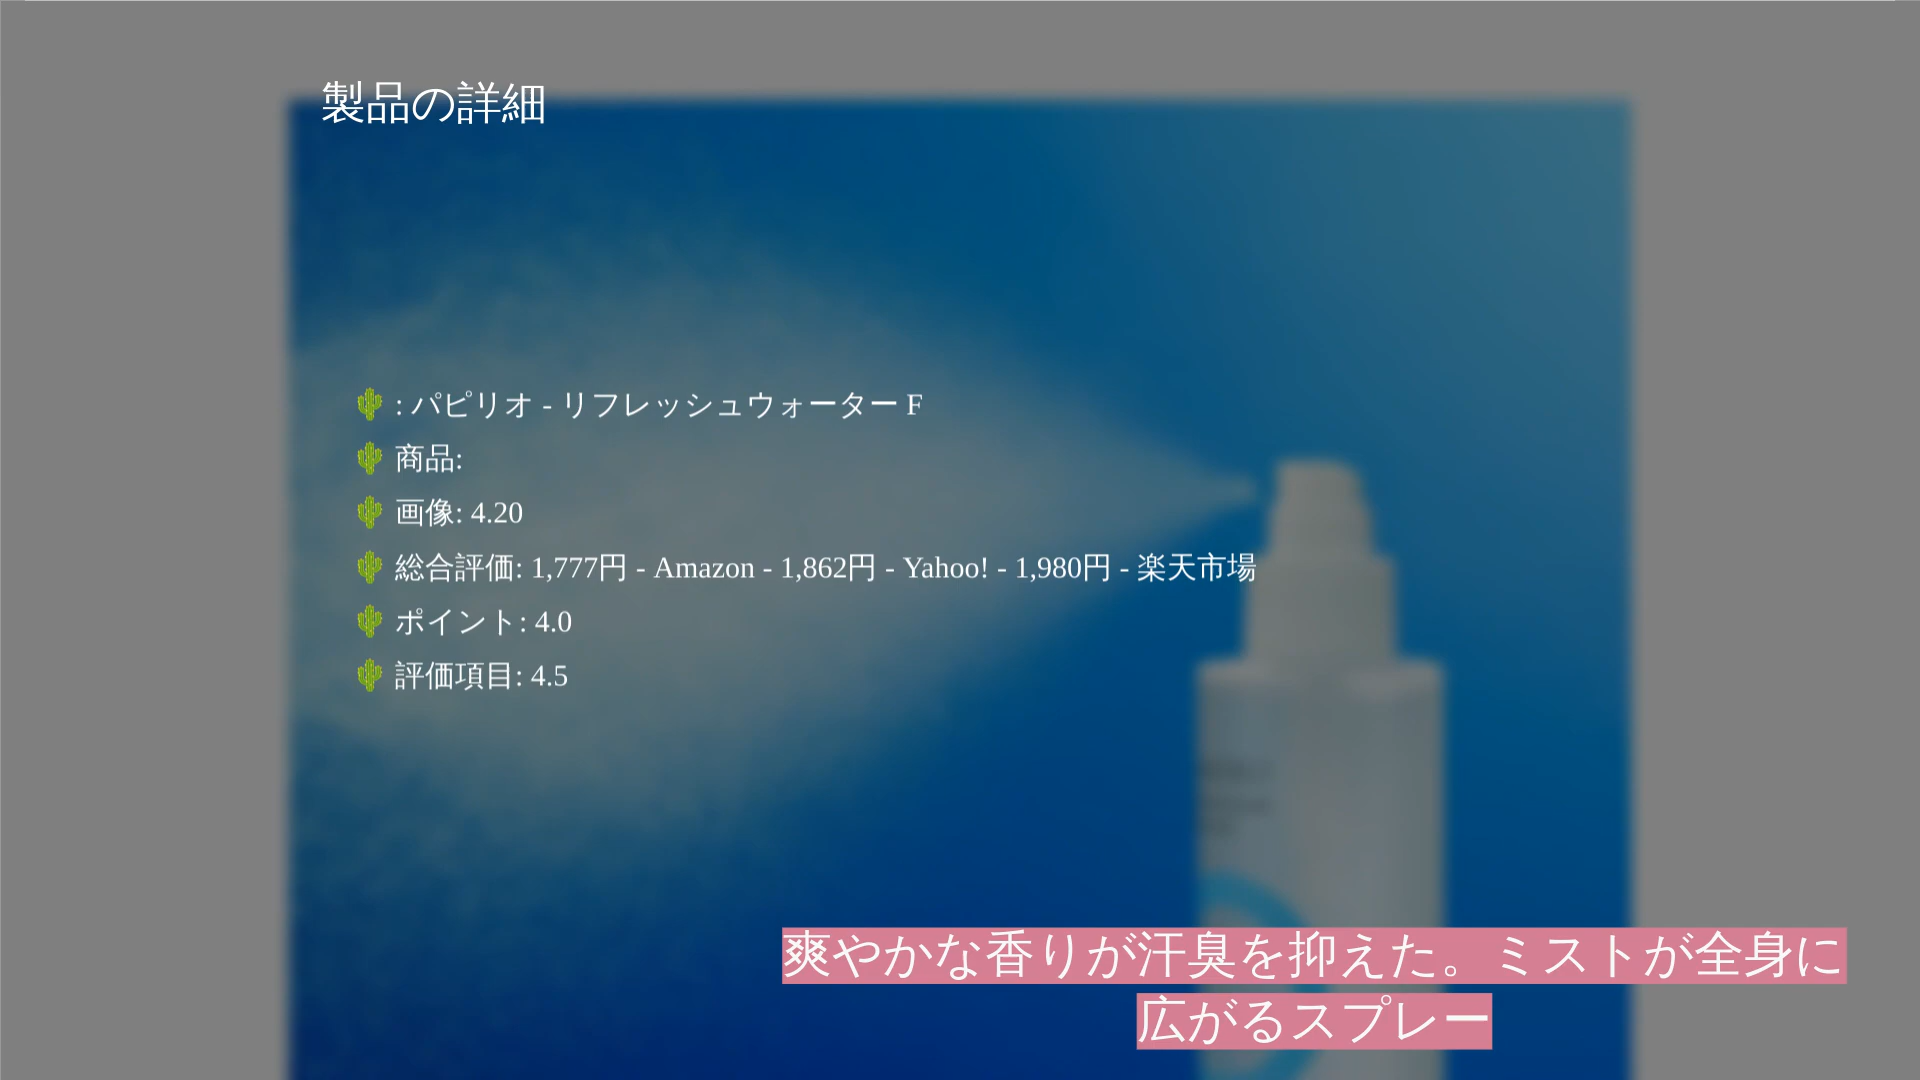 製品の詳細
: パピリオ - リフレッシュウォーター F
商品:
画像: 4.20
総合評価: 1,777円 - Amazon - 1,862円 - Yahoo! - 1,980円 - 楽天市場
ポイント: 4.0
評価項目: 4.5
爽やかな香りが汗臭を抑えた。ミストが全身に
広がるスプレー